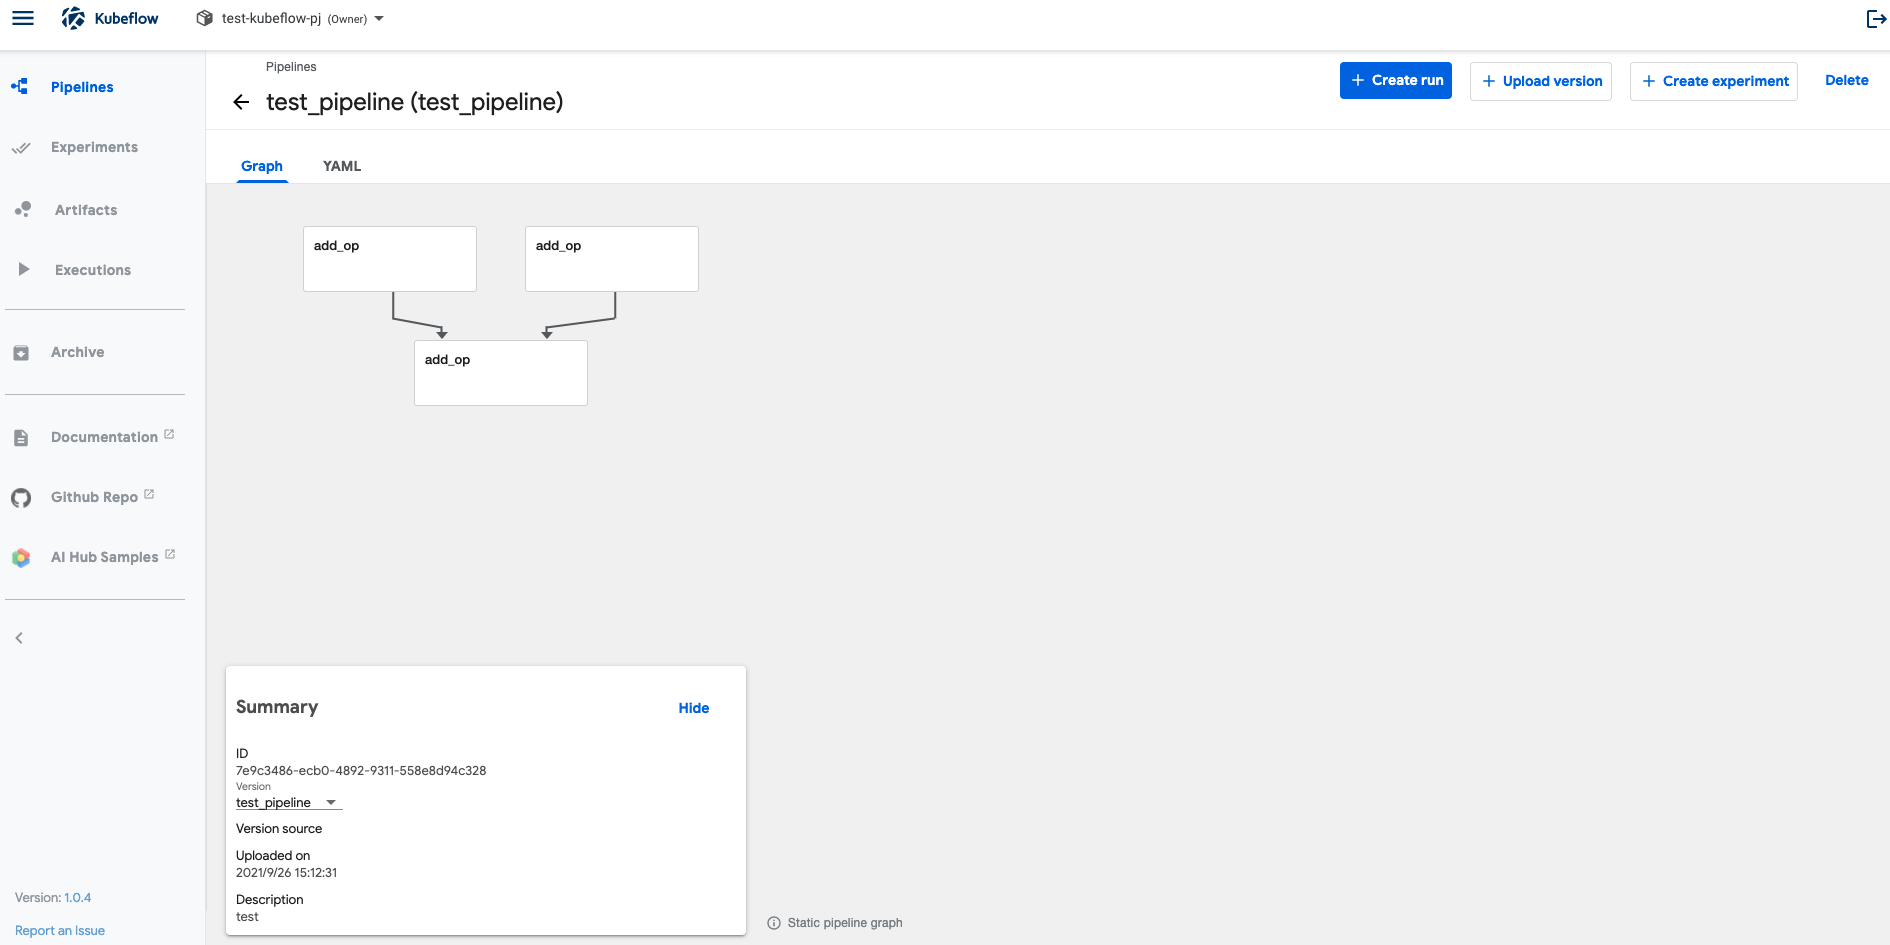 Kubeflow
test-kubeflow-pj (Owner)
Pipelines
Experiments
Artifacts
Executions
Archive
Documentation
Github Repo
AI Hub Samples
Version: 1.0.4
Report an Issue
Pipelines
test_pipeline (test_pipeline)
+ Create run
+ Upload version
+ Create experiment
Delete
Graph
YAML
add_op
add_op
add_op
Summary
Hide
ID
7e9c3486-ecb0-4892-9311-558e8d94c328
Version
test_pipeline
Version source
Uploaded on
2021/9/26 15:12:31
Description
test
Static pipeline graph